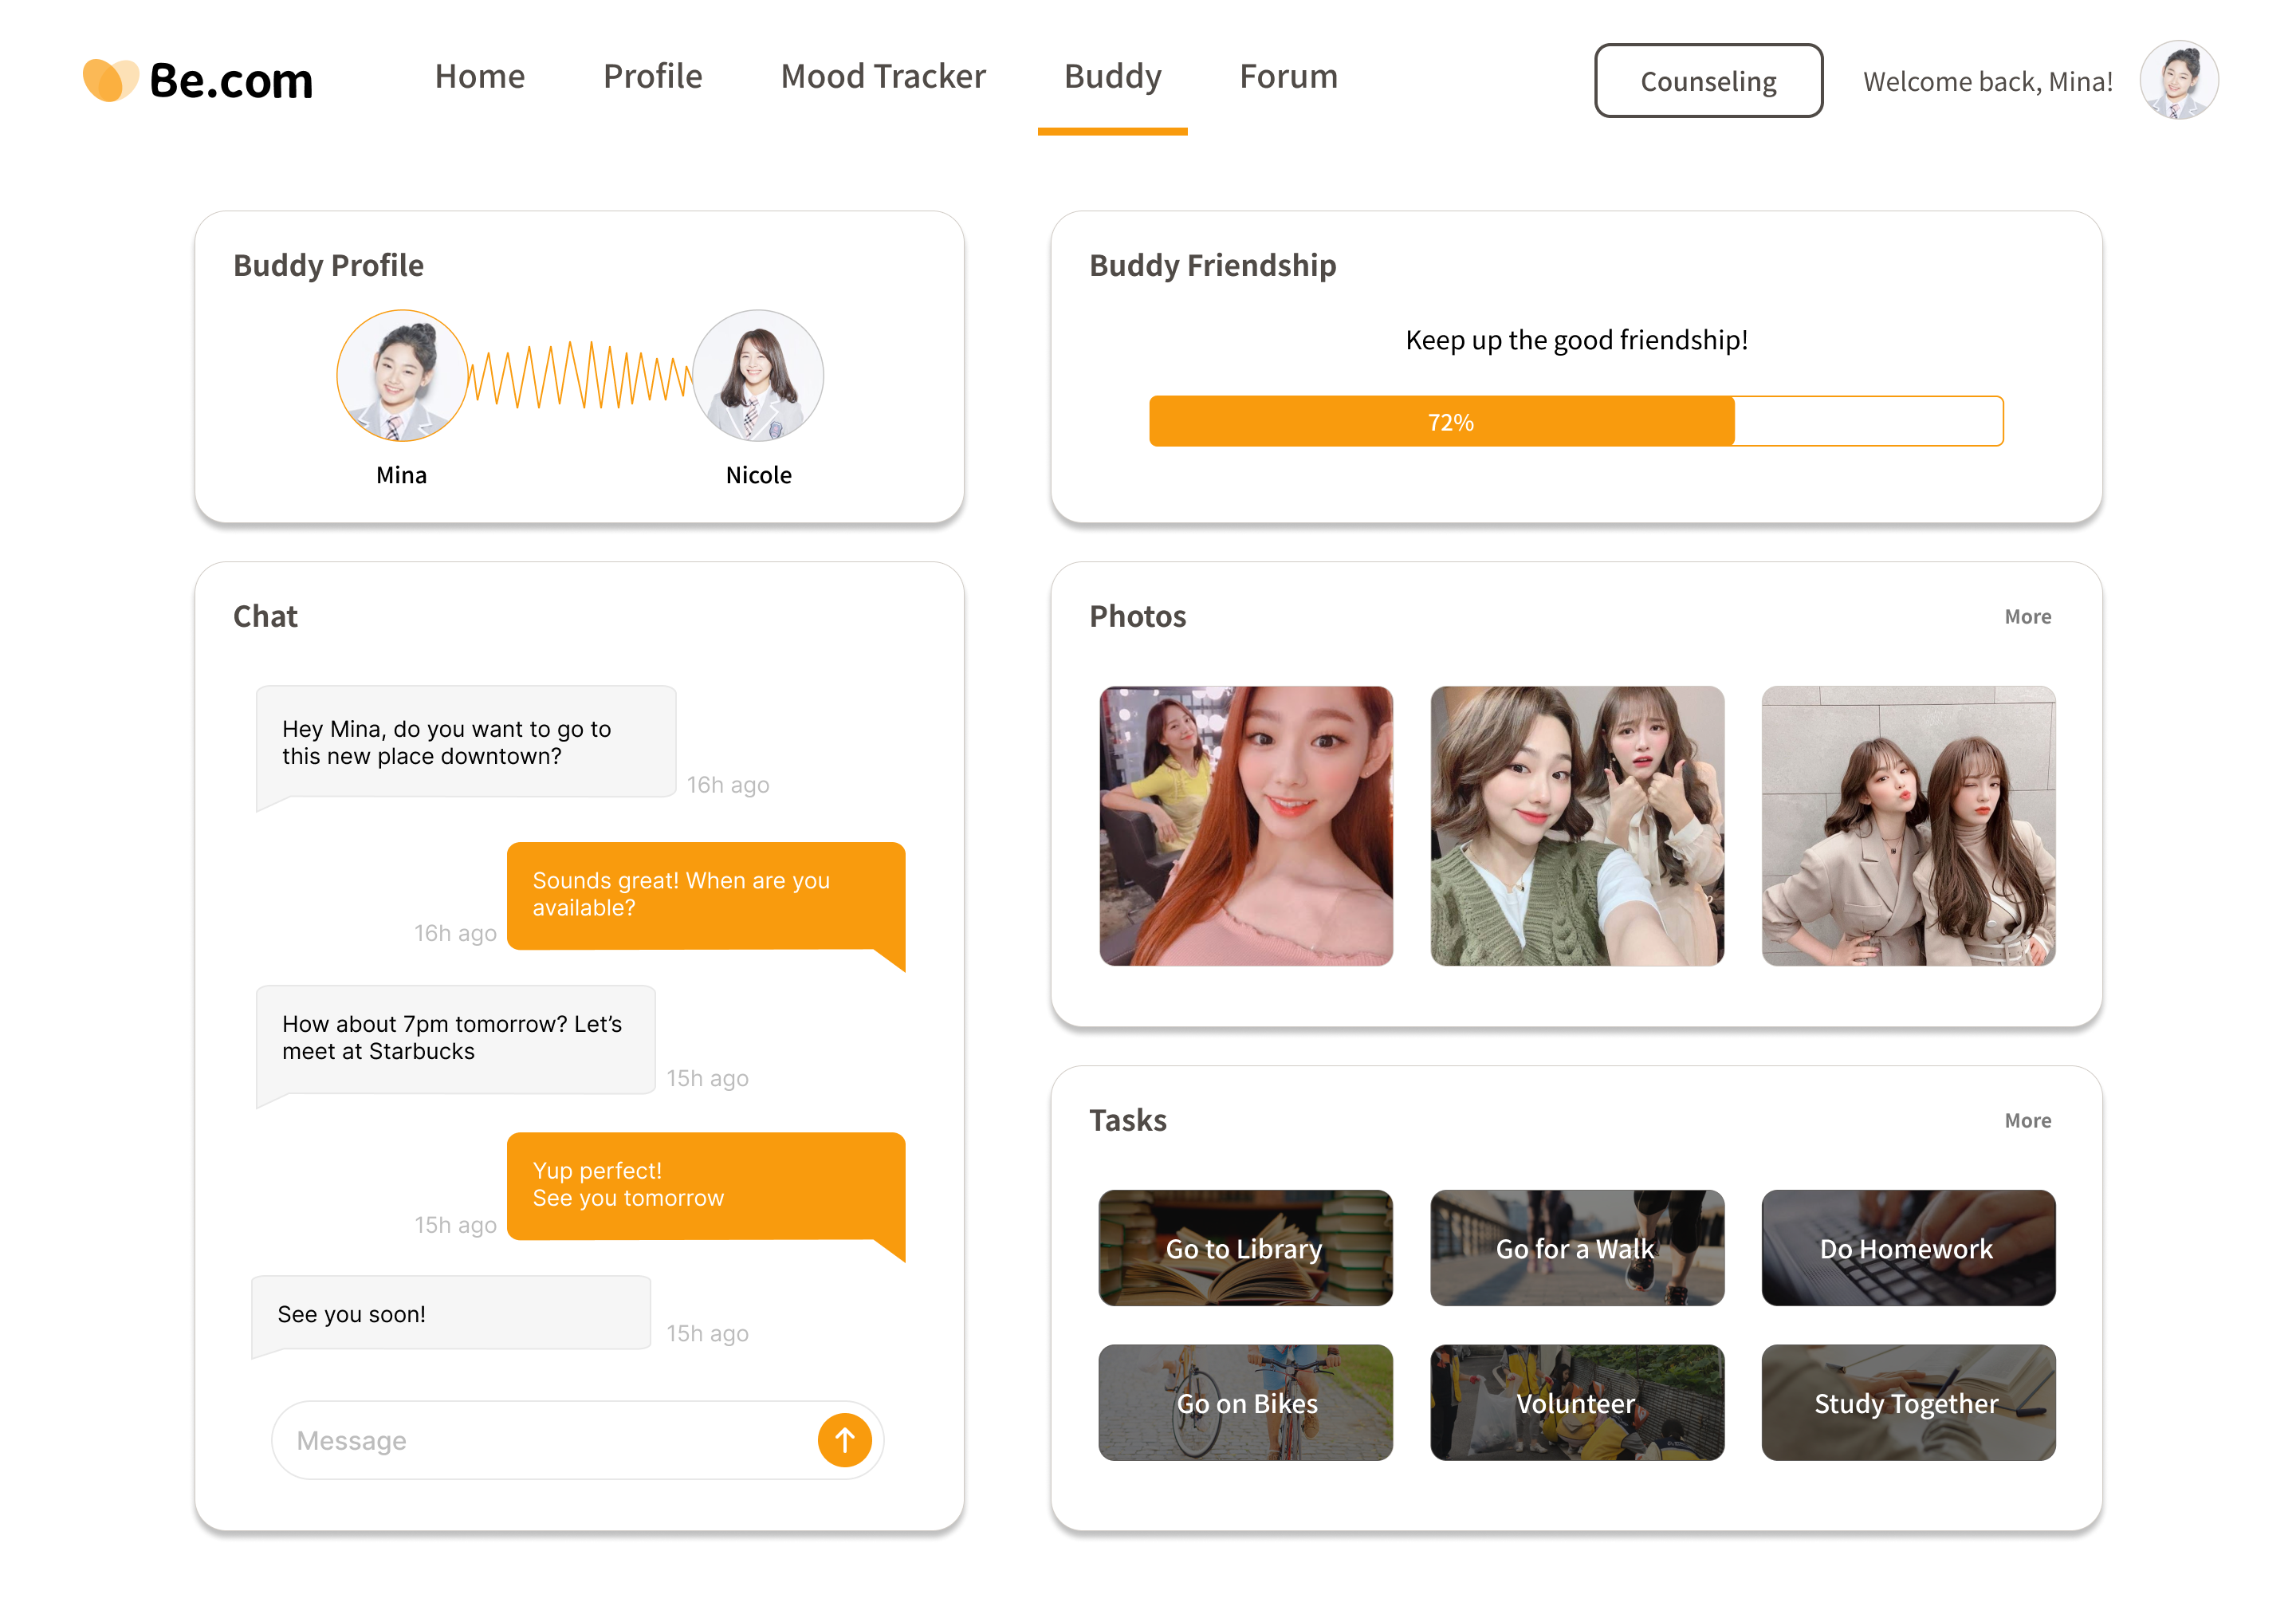 Be.com
Home
Profile
Mood Tracker
Buddy
Forum
Counseling
Welcome back, Mina!
Buddy Profile
Mina
Nicole
Buddy Friendship
Keep up the good friendship!
72%
Chat
Hey Mina, do you want to go to
this new place downtown?
16h ago
Sounds great! When are you
available?
16h ago
How about 7pm tomorrow? Let’s
meet at Starbucks
15h ago
Yup perfect!
See you tomorrow
15h ago
See you soon!
15h ago
Message
Photos
More
Tasks
More
Go to Library
Go for a Walk
Do Homework
Go on Bikes
Volunteer
Study Together